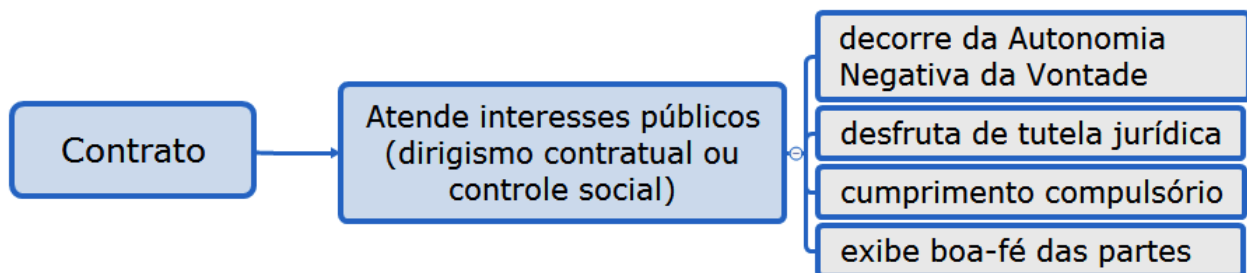 Contrato
Atende interesses públicos
(dirigismo contratual ou
controle social)
decorre da Autonomia
Negativa da Vontade
desfruta de tutela jurídica
cumprimento compulsório
exibe boa-fé das partes